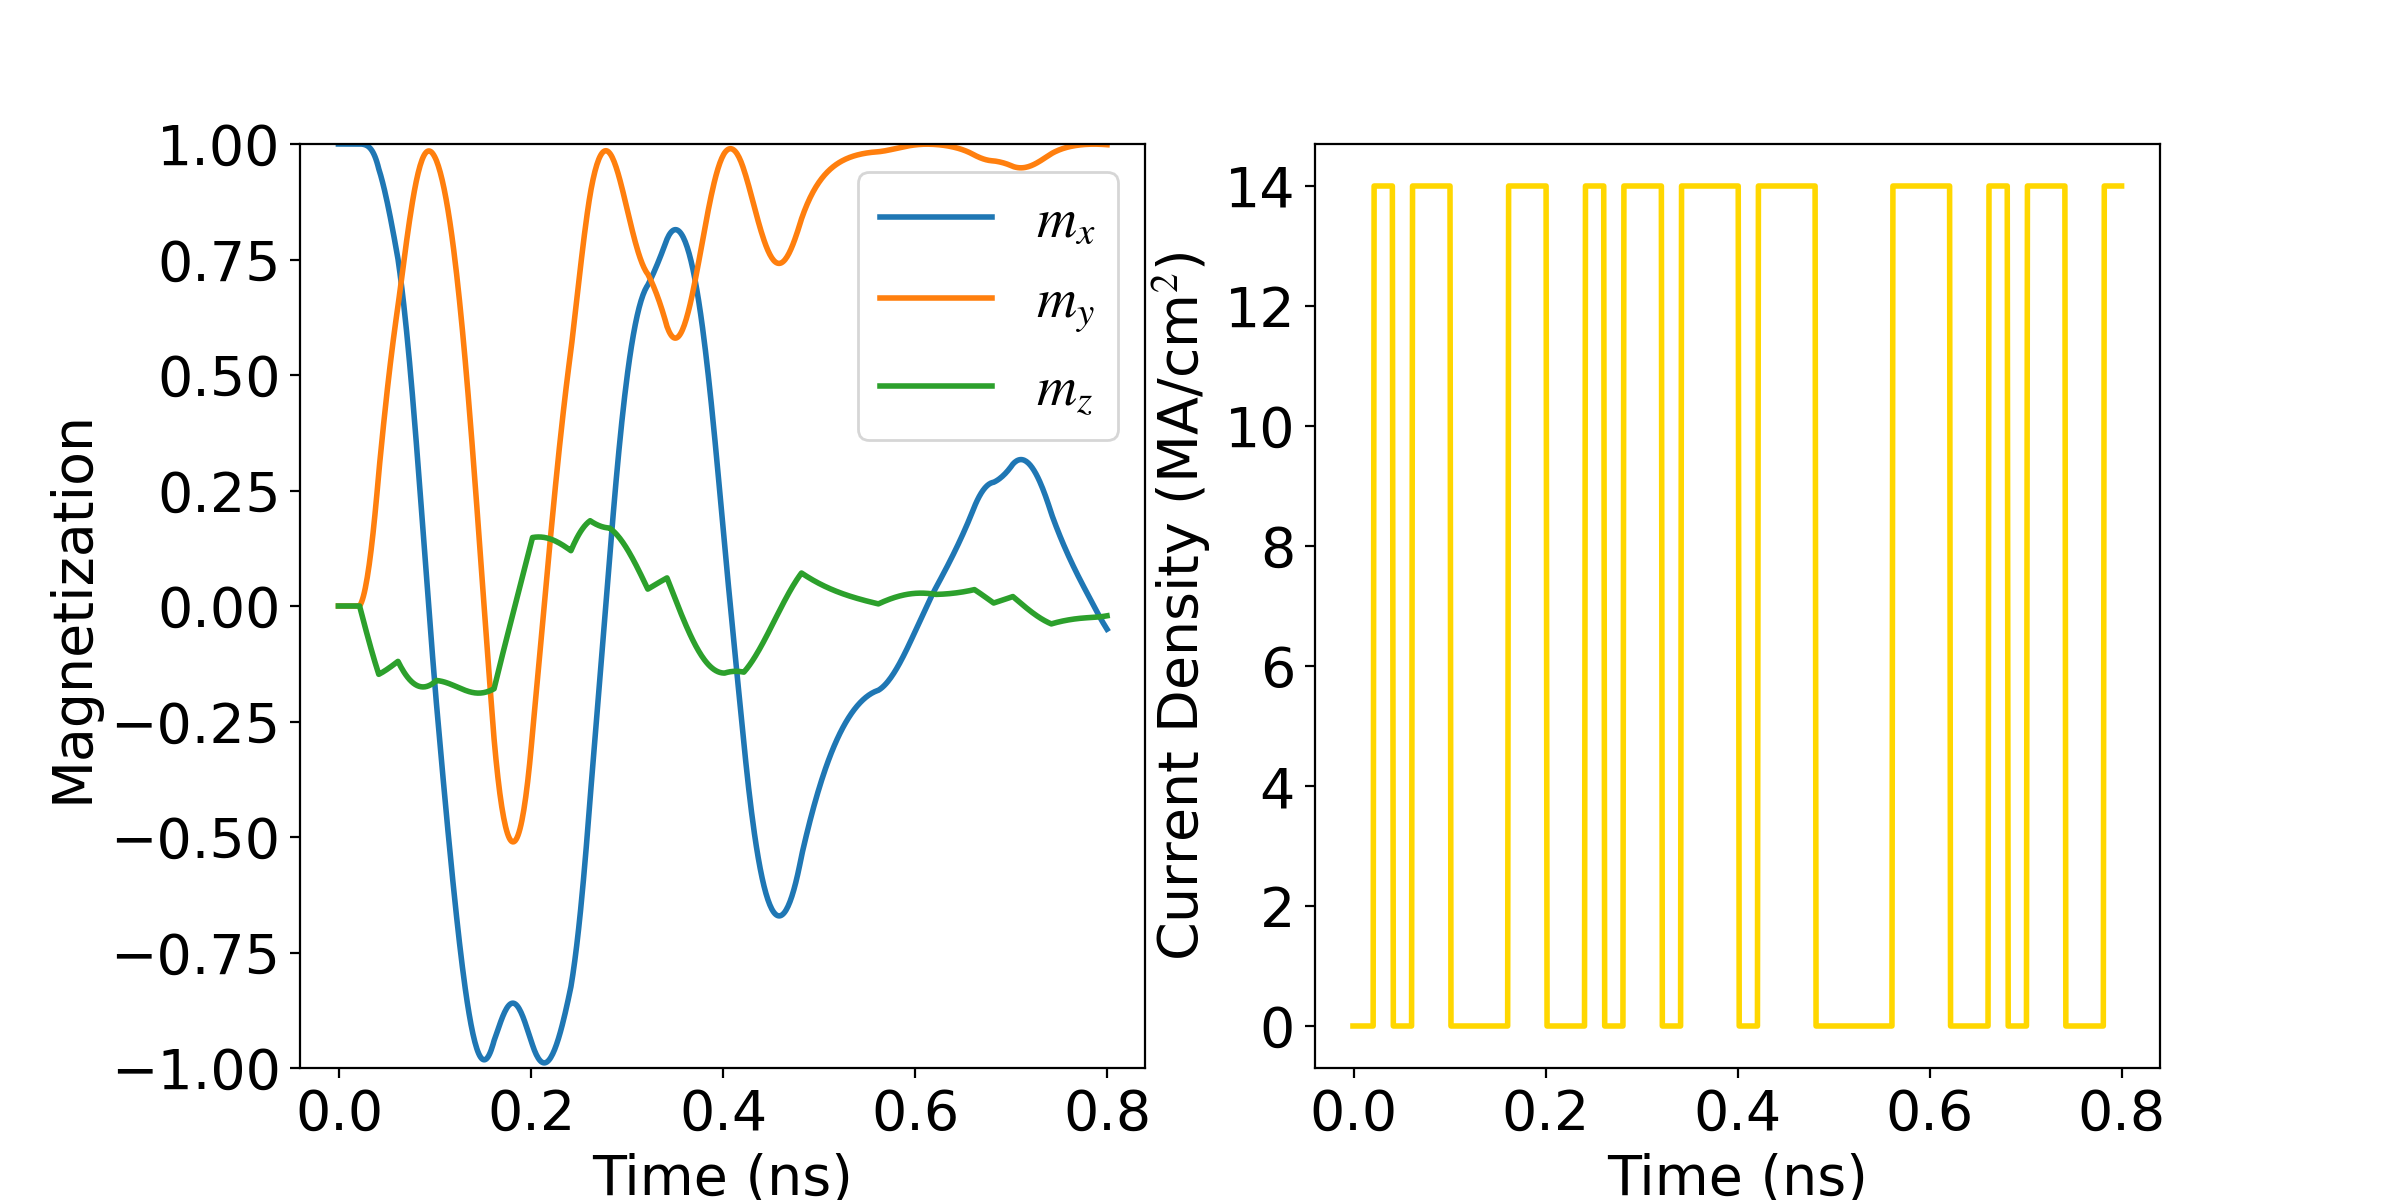 Magnetization
1.00
0.75
0.50
0.25
0.00
−0.25
−0.50
−0.75
−1.00
0.0 0.2 0.4 0.6 0.8
Time (ns)
mₓ
m_y
m_z
Current Density (MA/cm²)
14
12
10
8
6
4
2
0
0.0 0.2 0.4 0.6 0.8
Time (ns)